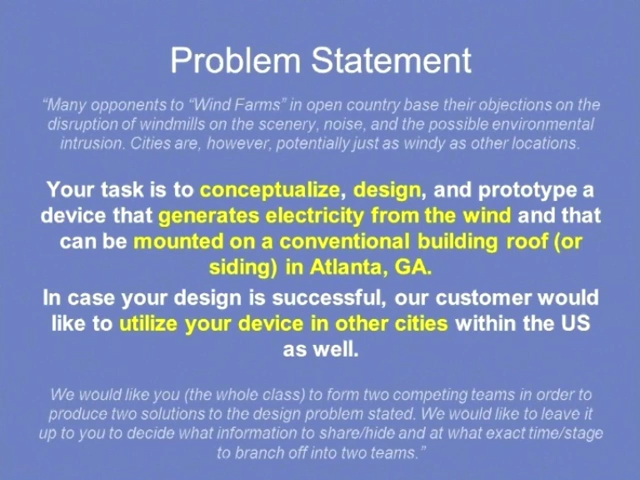 Problem Statement
“Many opponents to “Wind Farms” in open country base their objections on the
disruption of windmills on the scenery, noise, and the possible environmental
intrusion. Cities are, however, potentially just as windy as other locations.
Your task is to conceptualize, design, and prototype a
device that generates electricity from the wind and that
can be mounted on a conventional building roof (or
siding) in Atlanta, GA.
In case your design is successful, our customer would
like to utilize your device in other cities within the US
as well.
We would like you (the whole class) to form two competing teams in order to
produce two solutions to the design problem stated. We would like to leave it
up to you to decide what information to share/hide and at what exact time/stage
to branch off into two teams.”